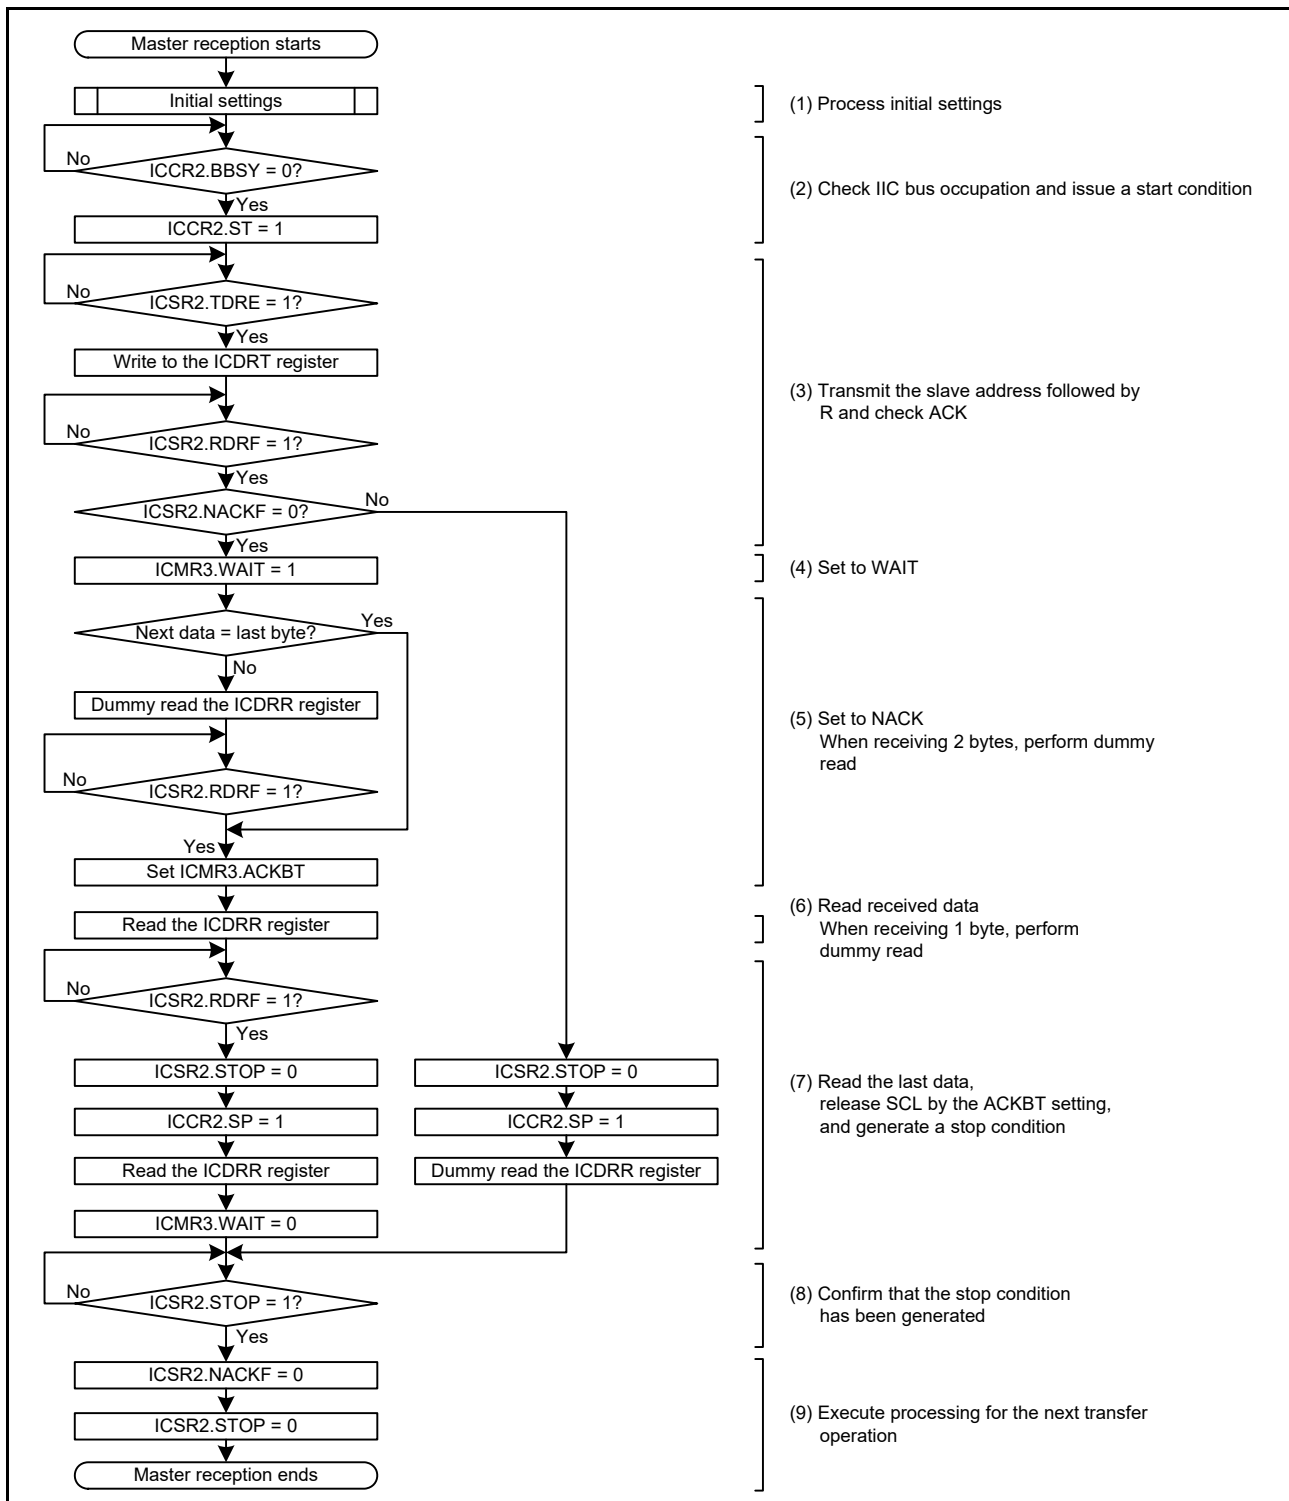 Master reception starts
Initial settings
(1) Process initial settings
No
ICCR2.BBSY = 0?
Yes
(2) Check IIC bus occupation and issue a start condition
ICCR2.ST = 1
No
ICSR2.TDRE = 1?
Yes
Write to the ICDRT register
(3) Transmit the slave address followed by
R and check ACK
No
ICSR2.RDRF = 1?
Yes
ICSR2.NACKF = 0?
No
Yes
ICMR3.WAIT = 1
(4) Set to WAIT
Next data = last byte?
Yes
No
Dummy read the ICDRR register
(5) Set to NACK
When receiving 2 bytes, perform dummy
read
No
ICSR2.RDRF = 1?
Yes
Set ICMR3.ACKBT
Read the ICDRR register
(6) Read received data
When receiving 1 byte, perform
dummy read
No
ICSR2.RDRF = 1?
Yes
ICSR2.STOP = 0
ICCR2.SP = 1
Read the ICDRR register
ICMR3.WAIT = 0
ICSR2.STOP = 0
ICCR2.SP = 1
Dummy read the ICDRR register
(7) Read the last data,
release SCL by the ACKBT setting,
and generate a stop condition
No
ICSR2.STOP = 1?
Yes
(8) Confirm that the stop condition
has been generated
ICSR2.NACKF = 0
ICSR2.STOP = 0
(9) Execute processing for the next transfer
operation
Master reception ends